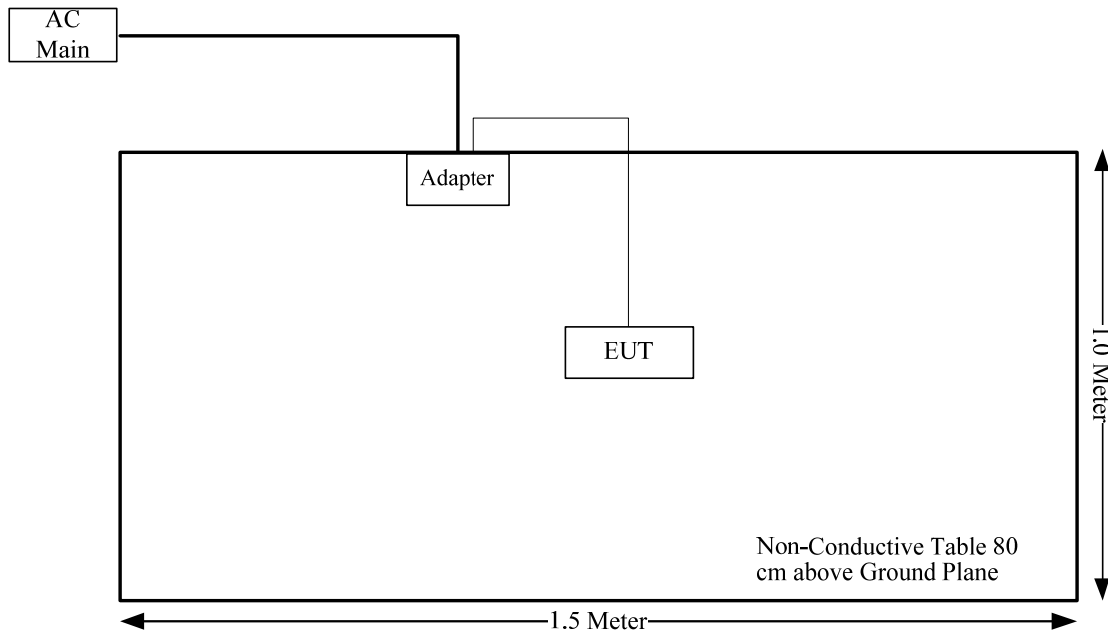 AC
Main
Adapter
EUT
1.0 Meter
Non-Conductive Table 80
cm above Ground Plane
1.5 Meter